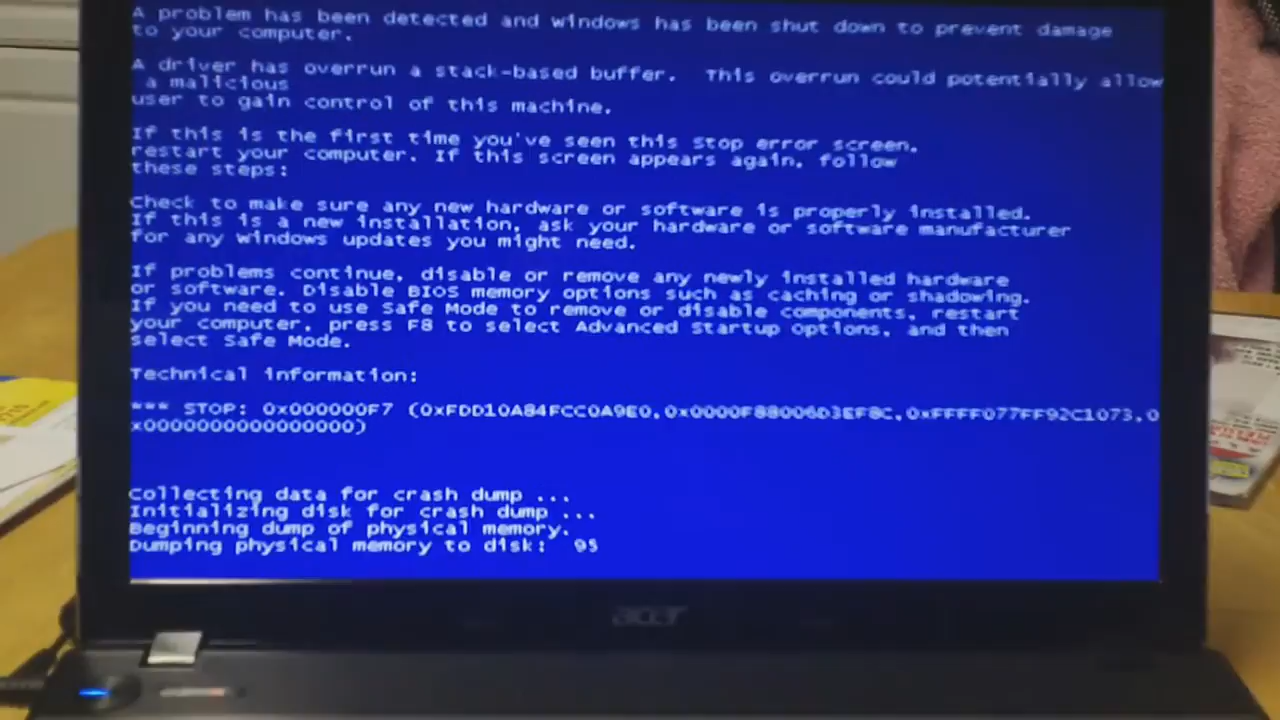 A problem has been detected and windows has been shut down to prevent damage
to your computer.
A driver has overrun a stack-based buffer. This overrun could potentially allow
a malicious
user to gain control of this machine.
If this is the first time you've seen this Stop error screen,
restart your computer. If this screen appears again, follow
these steps:
Check to make sure any new hardware or software is properly installed.
If this is a new installation, ask your hardware or software manufacturer
for any windows updates you might need.
If problems continue, disable or remove any newly installed hardware
or software. Disable BIOS memory options such as caching or shadowing.
If you need to use Safe Mode to remove or disable components, restart
your computer, press F8 to select Advanced Startup Options, and then
select Safe Mode.
Technical information:
*** STOP: 0x000000F7 (0xFDD10A84FCC0A9E0,0x0000F88006D3EF8C,0xFFFF077FF92C1073,0
x0000000000000000)
Collecting data for crash dump ...
Initializing disk for crash dump ...
Beginning dump of physical memory.
Dumping physical memory to disk: 95
acer